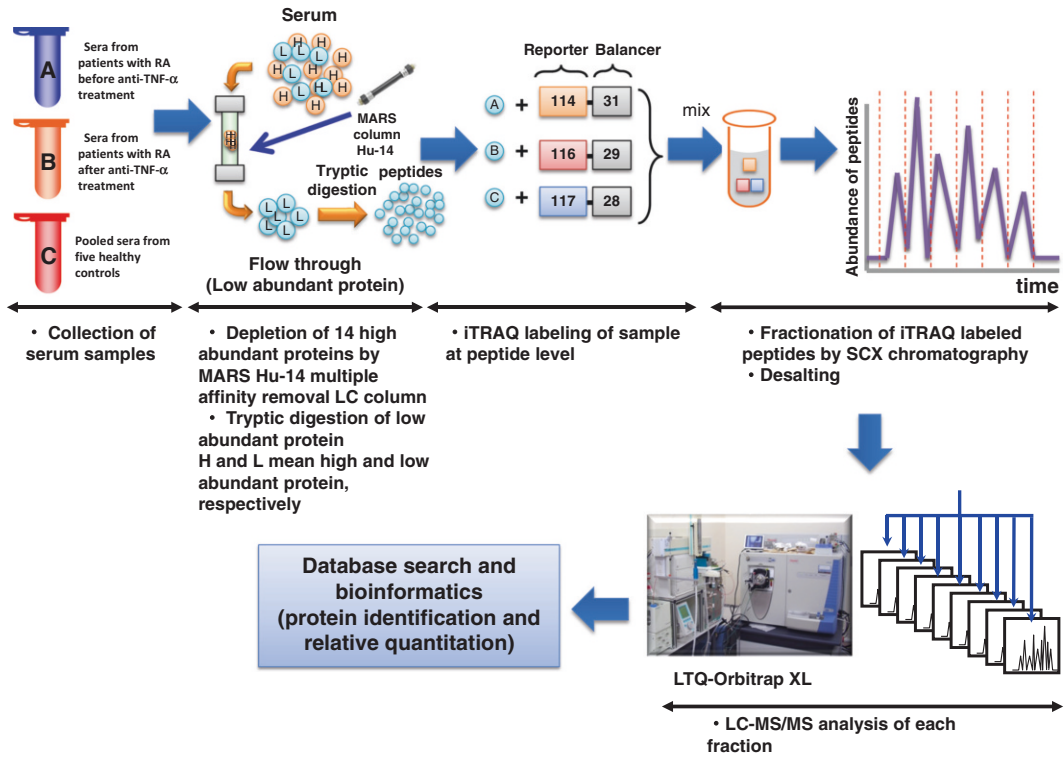 A
Sera from
patients with RA
before anti-TNF-α
treatment
B
Sera from
patients with RA
after anti-TNF-α
treatment
C
Pooled sera from
five healthy
controls
Serum
H H H
L L H
H L L
H L L H
H L HL
H H
H
MARS
column
Hu-14
Tryptic peptides
digestion
L L
L L L
L L
Flow through
(Low abundant protein)
Reporter Balancer
A + 114 31
B + 116 29
C + 117 28
mix
Abundance of peptides
time
• Collection of
serum samples
• Depletion of 14 high
abundant proteins by
MARS Hu-14 multiple
affinity removal LC column
• Tryptic digestion of low
abundant protein
H and L mean high and low
abundant protein,
respectively
• iTRAQ labeling of sample
at peptide level
• Fractionation of iTRAQ labeled
peptides by SCX chromatography
• Desalting
LTQ-Orbitrap XL
• LC-MS/MS analysis of each
fraction
Database search and
bioinformatics
(protein identification and
relative quantitation)